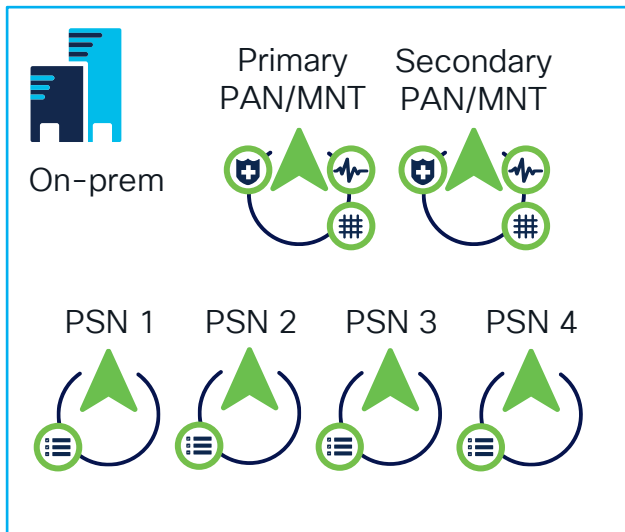 Primary
PAN/MNT
Secondary
PAN/MNT
On-prem
PSN 1
PSN 2
PSN 3
PSN 4